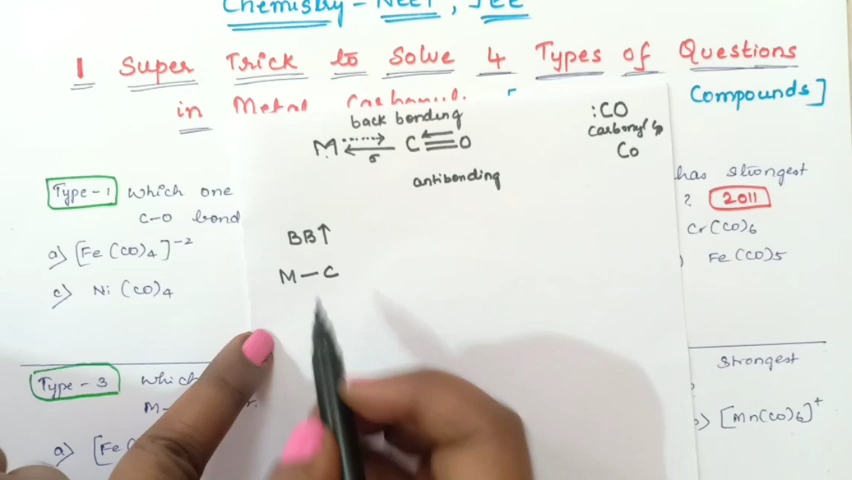 Chemistry - NEET, JEE
1 Super Trick to Solve 4 Types of Questions
in Metal Compounds]
back bonding
M C≡O
σ
antibonding
:CO
Carbonyl
Co
BB↑
M-C
Type-1 Which one
C-O bond
a) [Fe(CO)4]-2
c) Ni(CO)4
has strongest
? 2011
Cr(CO)6
) Fe(CO)5
Type-3 Which
M-
a) [Fe(
strongest
) [Mn(CO)6]+